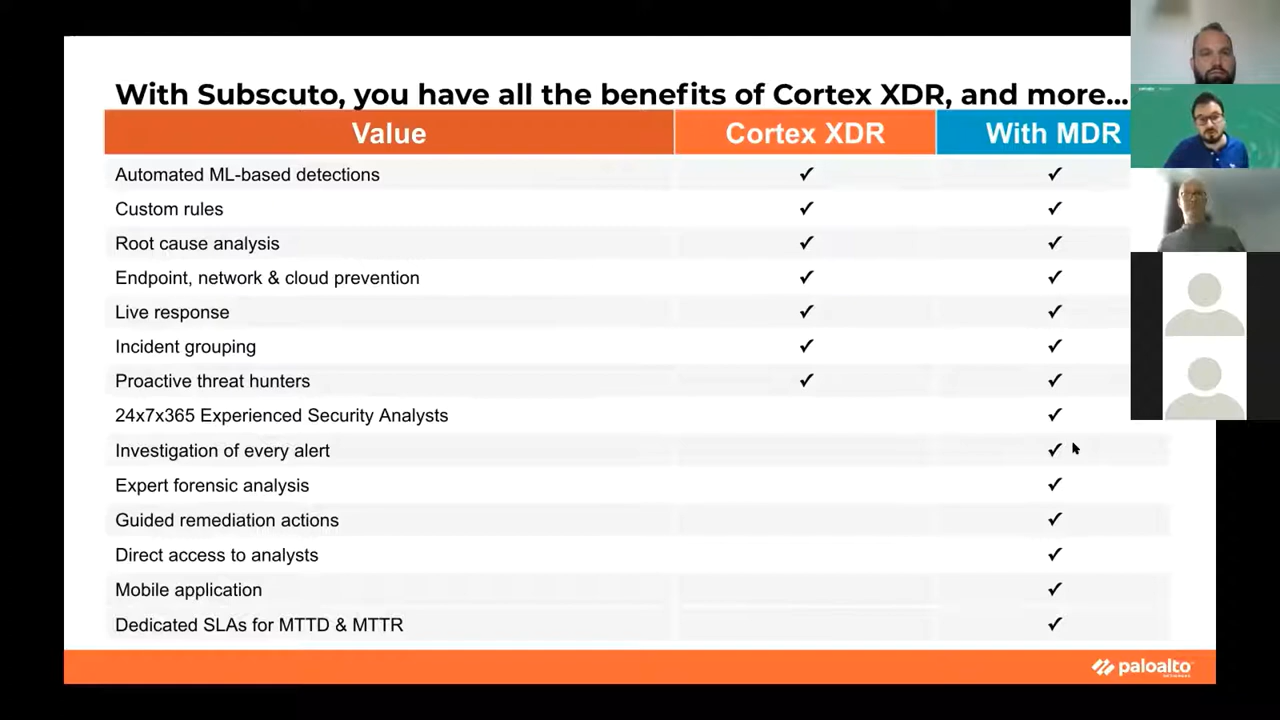 With Subscuto, you have all the benefits of Cortex XDR, and more...
Value Cortex XDR With MDR
Automated ML-based detections ✓ ✓
Custom rules ✓ ✓
Root cause analysis ✓ ✓
Endpoint, network & cloud prevention ✓ ✓
Live response ✓ ✓
Incident grouping ✓ ✓
Proactive threat hunters ✓ ✓
24x7x365 Experienced Security Analysts ✓
Investigation of every alert ✓
Expert forensic analysis ✓
Guided remediation actions ✓
Direct access to analysts ✓
Mobile application ✓
Dedicated SLAs for MTTD & MTTR ✓
paloalto
NETWORKS